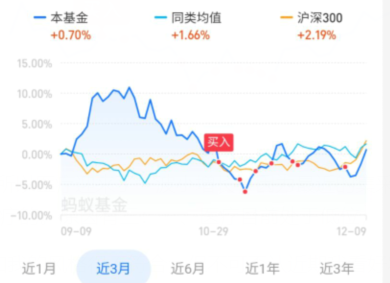 本基金 同类均值 沪深300
+0.70% +1.66% +2.19%
15.00%
10.00%
5.00%
买入
0.00%
-5.00%
蚂蚁基金
-10.00%
09-09 10-29 12-09
近1月 近3月 近6月 近1年 近3年